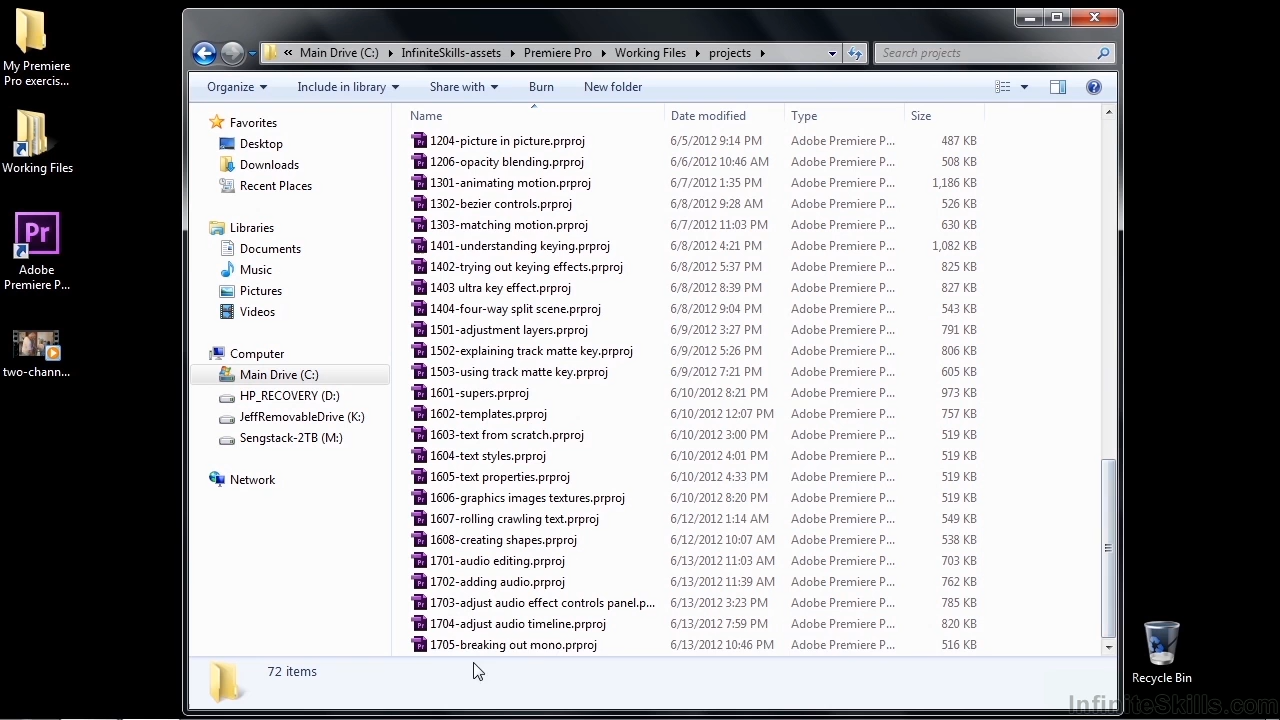 My Premiere
Pro exercis...
Working Files
Pr
Adobe
Premiere P...
two-chann...
« Main Drive (C:) InfiniteSkills-assets Premiere Pro Working Files projects
Search projects
Organize Include in library Share with Burn New folder
Favorites
Desktop
Downloads
Recent Places
Libraries
Documents
Music
Pictures
Videos
Computer
Main Drive (C:)
HP_RECOVERY (D:)
JeffRemovableDrive (K:)
Sengstack-2TB (M:)
Network
Name Date modified Type Size
1204-picture in picture.prproj 6/5/2012 9:14 PM Adobe Premiere P... 487 KB
1206-opacity blending.prproj 6/6/2012 10:46 AM Adobe Premiere P... 508 KB
1301-animating motion.prproj 6/7/2012 1:35 PM Adobe Premiere P... 1,186 KB
1302-bezier controls.prproj 6/8/2012 9:28 AM Adobe Premiere P... 526 KB
1303-matching motion.prproj 6/7/2012 11:03 PM Adobe Premiere P... 630 KB
1401-understanding keying.prproj 6/8/2012 4:21 PM Adobe Premiere P... 1,082 KB
1402-trying out keying effects.prproj 6/8/2012 5:37 PM Adobe Premiere P... 825 KB
1403 ultra key effect.prproj 6/8/2012 8:39 PM Adobe Premiere P... 827 KB
1404-four-way split scene.prproj 6/8/2012 9:04 PM Adobe Premiere P... 543 KB
1501-adjustment layers.prproj 6/9/2012 3:27 PM Adobe Premiere P... 791 KB
1502-explaining track matte key.prproj 6/9/2012 5:26 PM Adobe Premiere P... 806 KB
1503-using track matte key.prproj 6/9/2012 7:21 PM Adobe Premiere P... 605 KB
1601-supers.prproj 6/10/2012 8:21 PM Adobe Premiere P... 973 KB
1602-templates.prproj 6/10/2012 12:07 PM Adobe Premiere P... 757 KB
1603-text from scratch.prproj 6/10/2012 3:00 PM Adobe Premiere P... 519 KB
1604-text styles.prproj 6/10/2012 4:01 PM Adobe Premiere P... 519 KB
1605-text properties.prproj 6/10/2012 4:33 PM Adobe Premiere P... 519 KB
1606-graphics images textures.prproj 6/10/2012 8:20 PM Adobe Premiere P... 519 KB
1607-rolling crawling text.prproj 6/12/2012 1:14 AM Adobe Premiere P... 549 KB
1608-creating shapes.prproj 6/12/2012 10:07 AM Adobe Premiere P... 538 KB
1701-audio editing.prproj 6/13/2012 11:03 AM Adobe Premiere P... 703 KB
1702-adding audio.prproj 6/13/2012 11:39 AM Adobe Premiere P... 762 KB
1703-adjust audio effect controls panel.p... 6/13/2012 3:23 PM Adobe Premiere P... 785 KB
1704-adjust audio timeline.prproj 6/13/2012 7:59 PM Adobe Premiere P... 820 KB
1705-breaking out mono.prproj 6/13/2012 10:46 PM Adobe Premiere P... 516 KB
72 items
Recycle Bin
InfiniteSkills.com